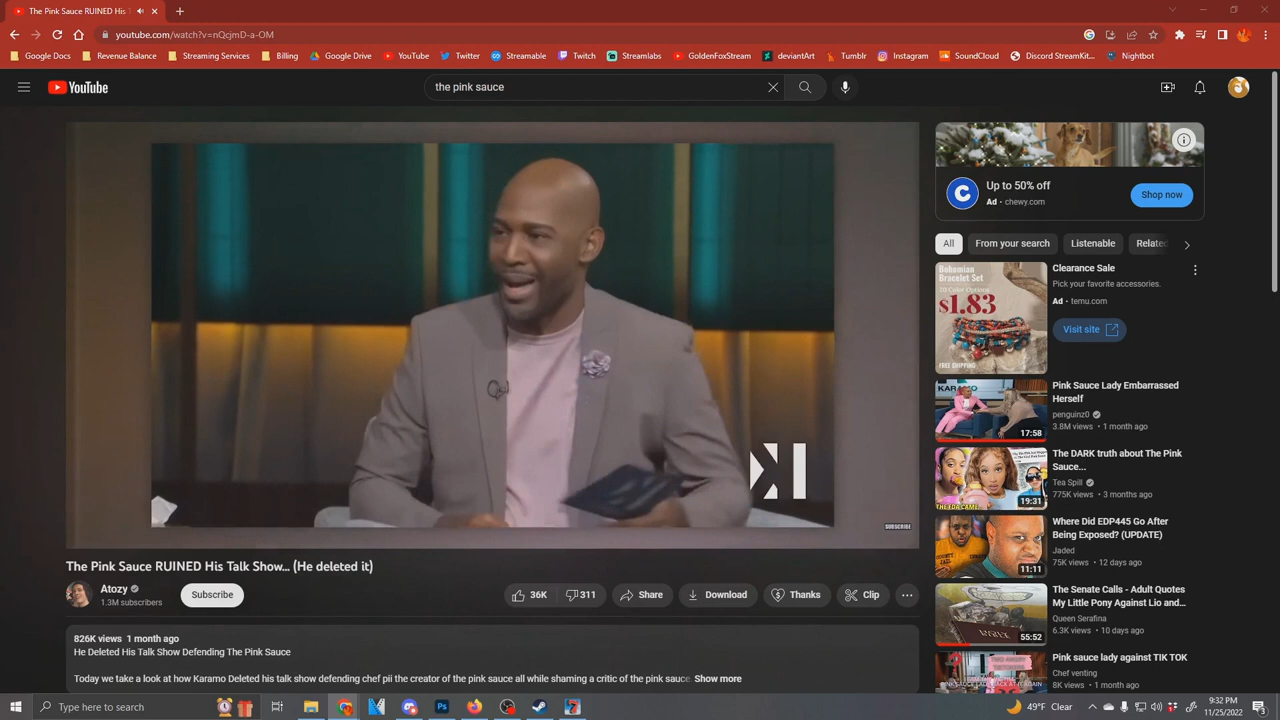 The Pink Sauce RUINED His T
youtube.com/watch?v=nQcjmD-a-OM
Google Docs
Revenue Balance
Streaming Services
Billing
Google Drive
YouTube
Twitter
Streamable
Twitch
Streamlabs
GoldenFoxStream
deviantArt
Tumblr
Instagram
SoundCloud
Discord StreamKit...
Nightbot
YouTube
the pink sauce
SUBSCRIBE
The Pink Sauce RUINED His Talk Show... (He deleted it)
Atozy
1.3M subscribers
Subscribe
36K
311
Share
Download
Thanks
Clip
826K views 1 month ago
He Deleted His Talk Show Defending The Pink Sauce
Today we take a look at how Karamo Deleted his talk show defending chef pii the creator of the pink sauce all while shaming a critic of the pink sauce Show more
Up to 50% off
Ad · chewy.com
Shop now
All
From your search
Listenable
Related
Bohemian
Bracelet Set
$1.83
FREE SHIPPING
Clearance Sale
Pick your favorite accessories.
Ad · temu.com
Visit site
KARAMO
17:58
Pink Sauce Lady Embarrassed
Herself
penguinz0
3.8M views · 1 month ago
19:31
The DARK truth about The Pink
Sauce...
Tea Spill
775K views · 3 months ago
11:11
Where Did EDP445 Go After
Being Exposed? (UPDATE)
Jaded
75K views · 12 days ago
55:52
The Senate Calls - Adult Quotes
My Little Pony Against Lio and...
Queen Serafina
6.3K views · 10 days ago
Pink sauce lady against TIK TOK
Chef venting
8K views · 1 month ago
Type here to search
49°F Clear
9:32 PM
11/25/2022
3